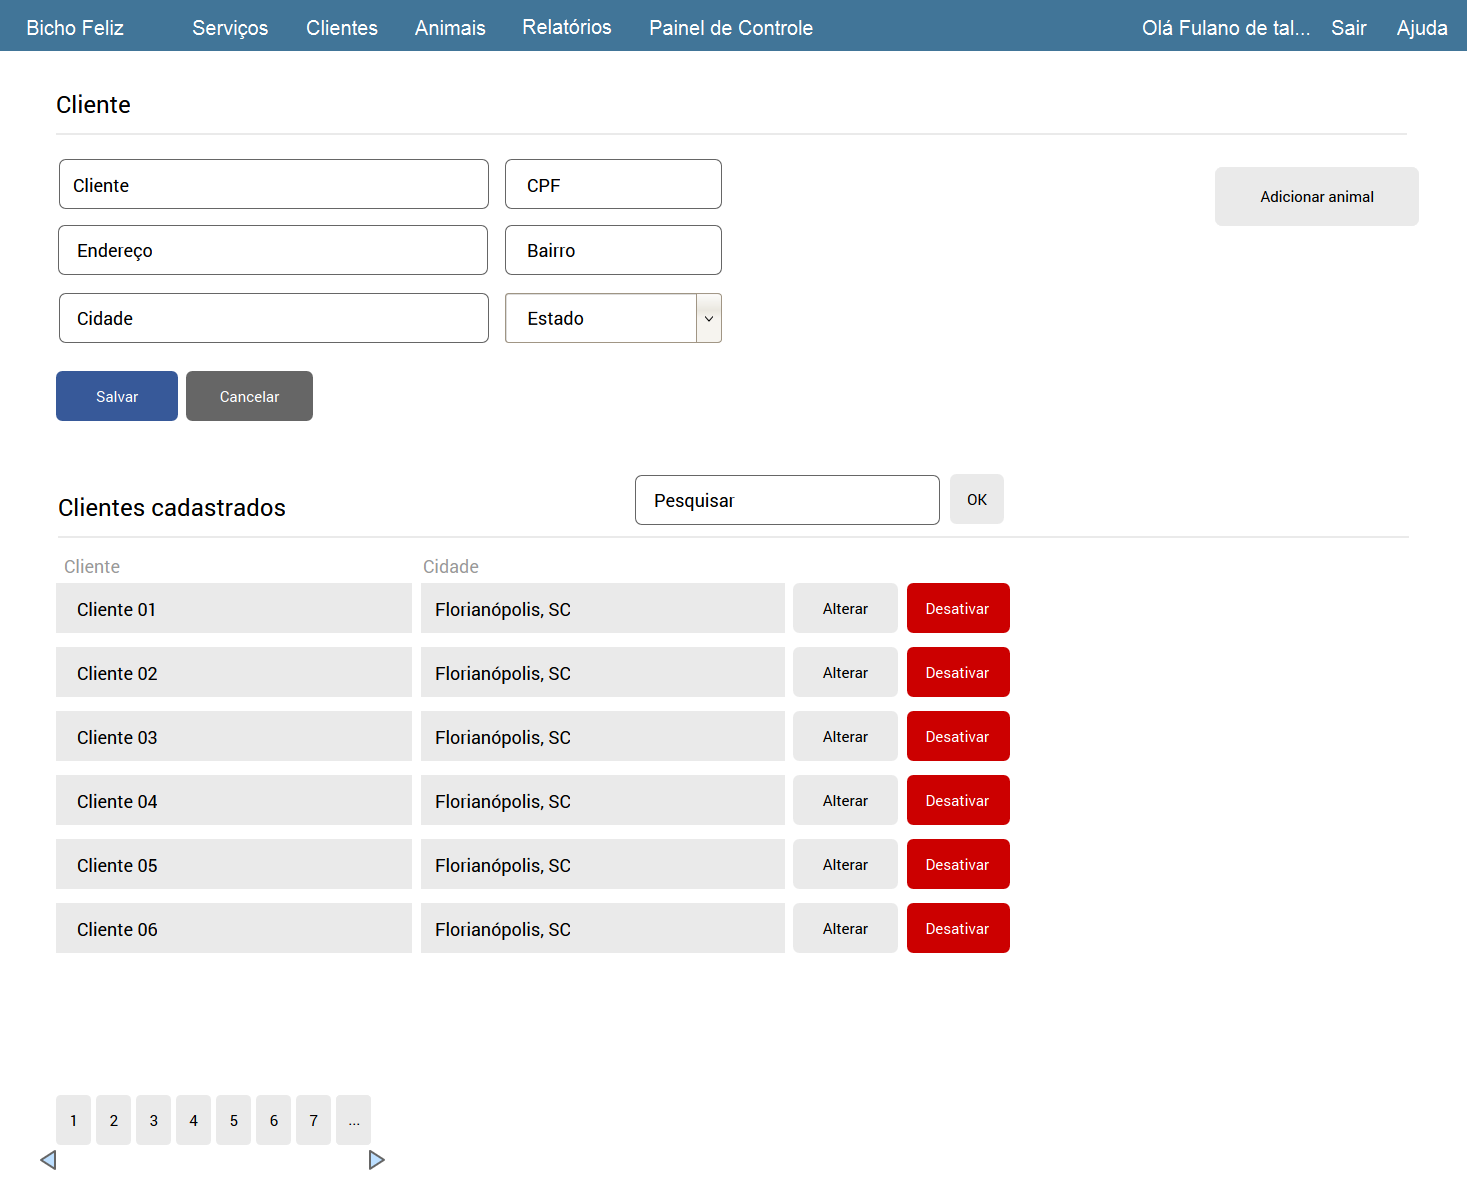 Bicho Feliz Serviços Clientes Animais Relatórios Painel de Controle Olá Fulano de tal... Sair Ajuda
Cliente
Cliente CPF Adicionar animal
Endereço Bairro
Cidade Estado
Salvar Cancelar
Clientes cadastrados Pesquisar OK
Cliente Cidade
Cliente 01 Florianópolis, SC Alterar Desativar
Cliente 02 Florianópolis, SC Alterar Desativar
Cliente 03 Florianópolis, SC Alterar Desativar
Cliente 04 Florianópolis, SC Alterar Desativar
Cliente 05 Florianópolis, SC Alterar Desativar
Cliente 06 Florianópolis, SC Alterar Desativar
1 2 3 4 5 6 7 ...